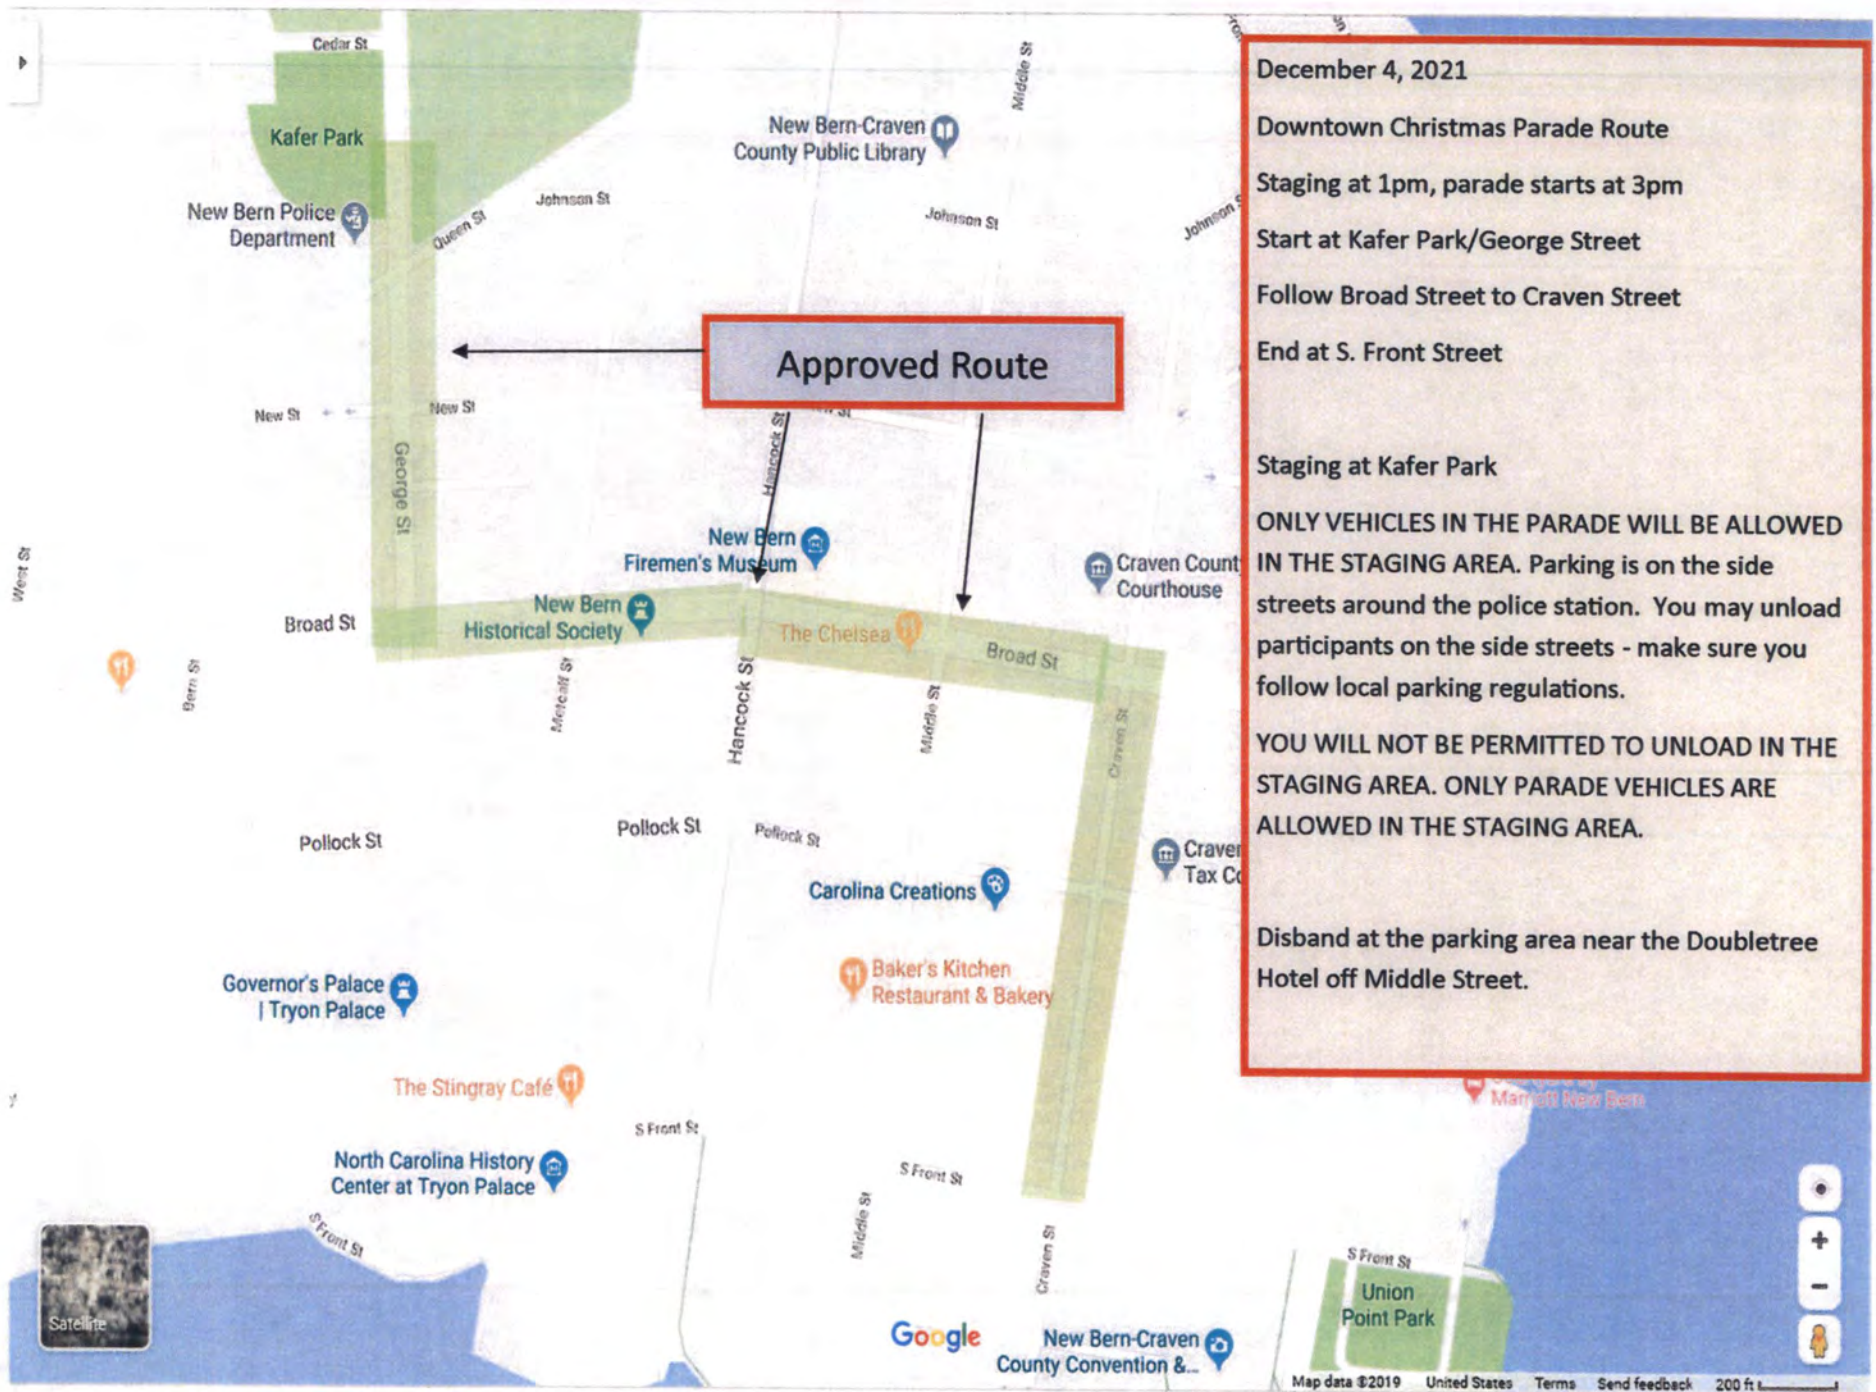 Cedar St
Kafer Park
New Bern Police
Department
Queen St
Johnson St
New Bern-Craven
County Public Library
Middle St
Johnson St
Johnson
Approved Route
New St
New St
George St
Hancock St
West St
New Bern
Firemen's Museum
Craven Count
Courthouse
Broad St
New Bern
Historical Society
The Chelsea
Broad St
Bern St
Metcalf St
Hancock St
Middle St
Craven St
Pollock St
Pollock St
Pollock St
Carolina Creations
Tax
Governor's Palace
| Tryon Palace
Baker's Kitchen
Restaurant & Bakery
The Stingray Café
S Front St
North Carolina History
Center at Tryon Palace
S Front St
S Front St
Middle St
Craven St
Satellite
Google
New Bern-Craven
County Convention &...
S Front St
Union
Point Park
Marriott New Bern
December 4, 2021
Downtown Christmas Parade Route
Staging at 1pm, parade starts at 3pm
Start at Kafer Park/George Street
Follow Broad Street to Craven Street
End at S. Front Street
Staging at Kafer Park
ONLY VEHICLES IN THE PARADE WILL BE ALLOWED
IN THE STAGING AREA. Parking is on the side
streets around the police station. You may unload
participants on the side streets - make sure you
follow local parking regulations.
YOU WILL NOT BE PERMITTED TO UNLOAD IN THE
STAGING AREA. ONLY PARADE VEHICLES ARE
ALLOWED IN THE STAGING AREA.
Disband at the parking area near the Doubletree
Hotel off Middle Street.
Map data ©2019 United States Terms Send feedback 200 ft